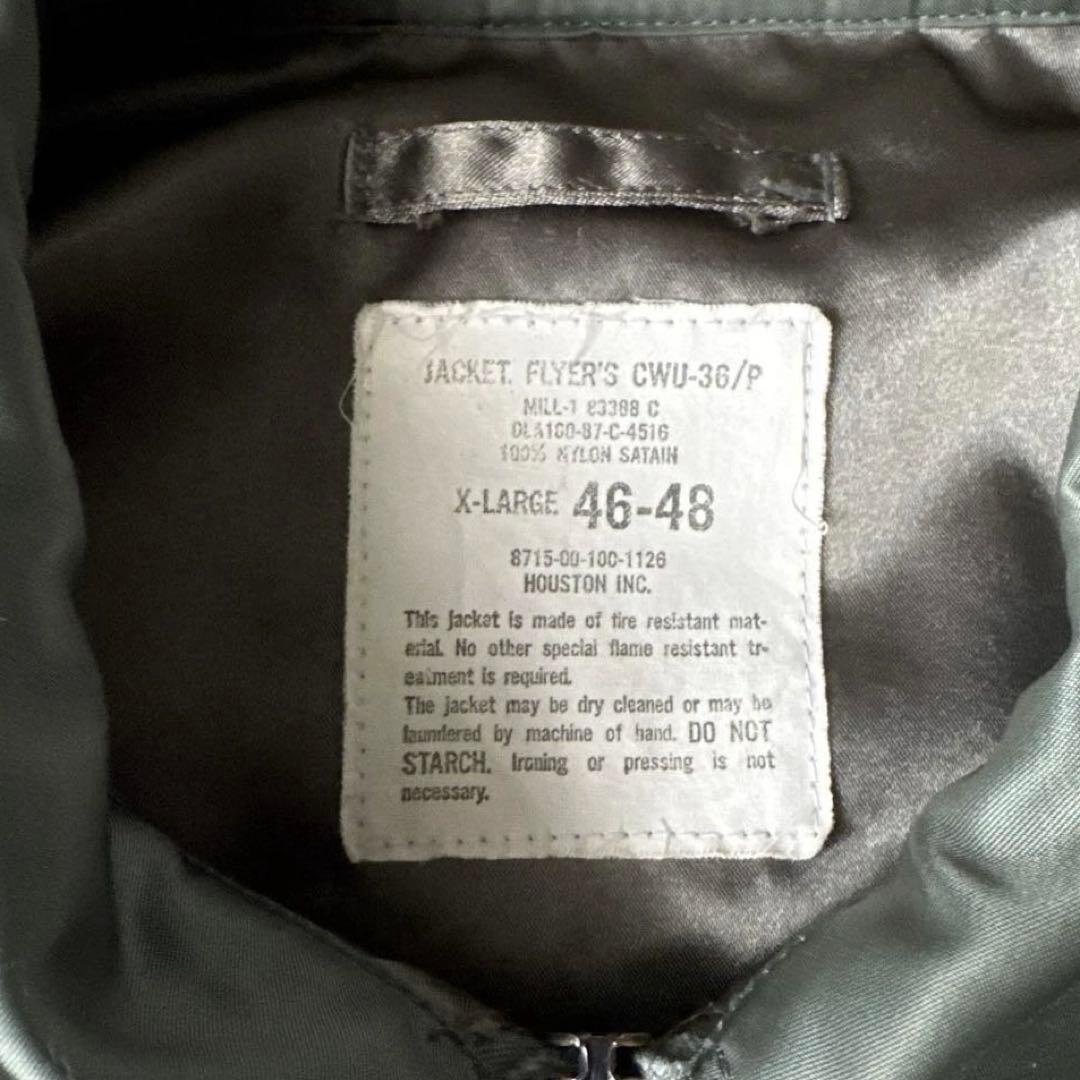 JACKET. FLYER'S CWU-36/P
MILL-1 83388 C
DLA100-87-C-4516
100% NYLON SATAIN
X-LARGE 46-48
8715-00-100-1126
HOUSTON INC.
This jacket is made of fire resistant mat-
erial. No other special flame resistant tr-
eatment is required.
The jacket may be dry cleaned or may be
laundered by machine of hand. DO NOT
STARCH. Ironing or pressing is not
necessary.